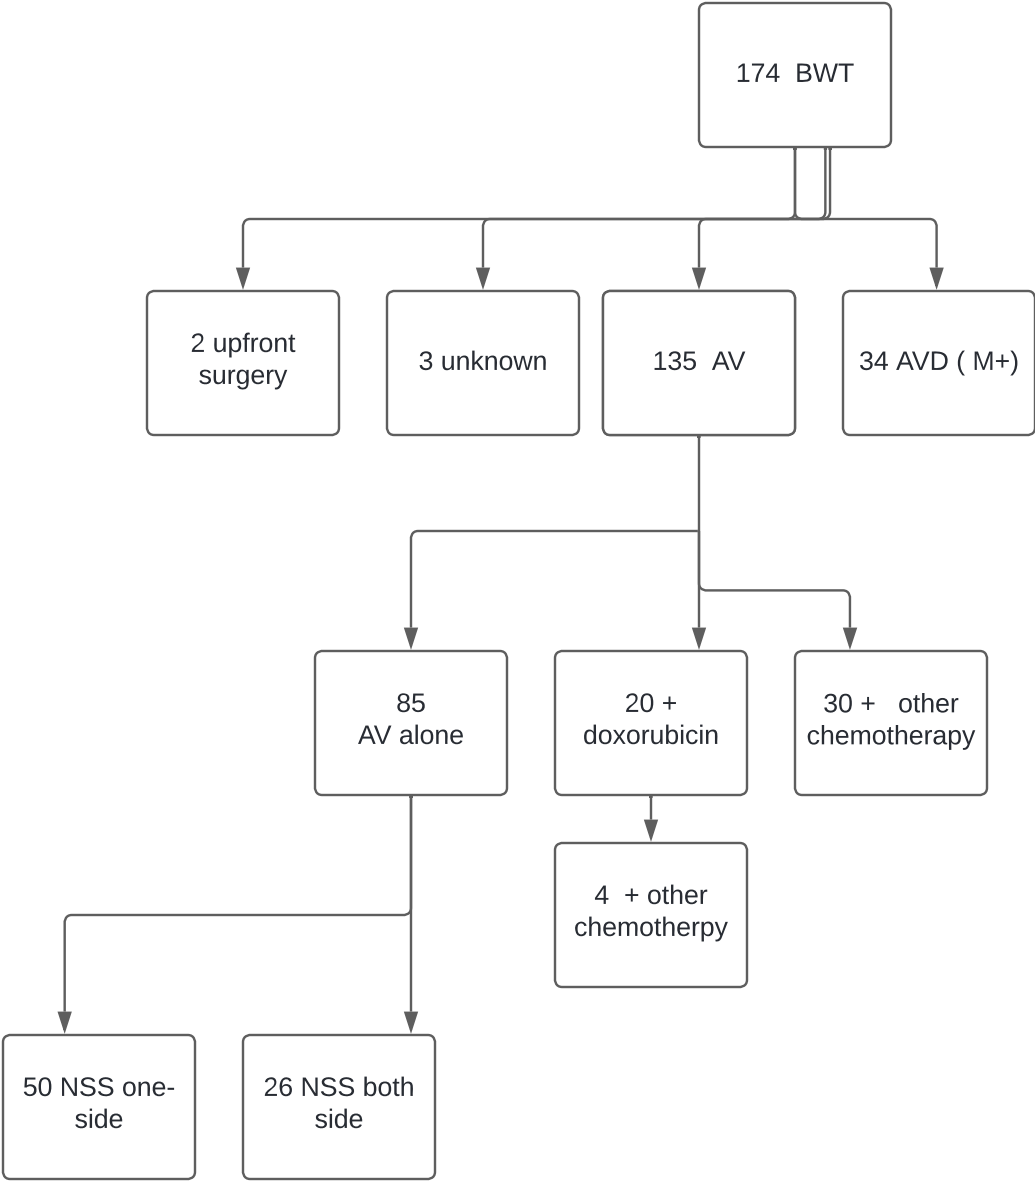 174  BWT
2 upfront
surgery
3 unknown
135  AV
34 AVD ( M+)
85
AV alone
20 +
doxorubicin
30 +   other
chemotherapy
4  + other
chemotherpy
50 NSS one-
side
26 NSS both
side